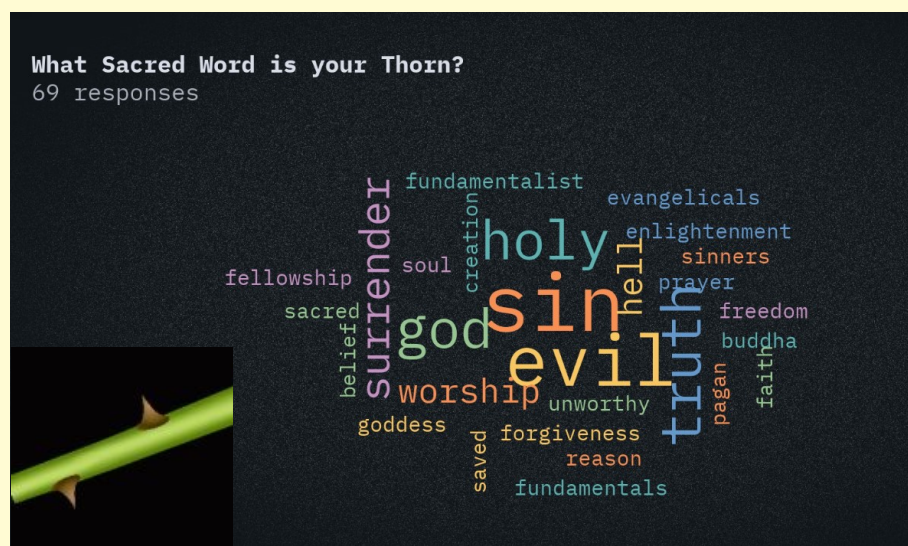 What Sacred Word is your Thorn?
69 responses
fundamentalist
evangelicals
surrender
creation
holy
enlightenment
hell
sinners
soul
fellowship
prayer
sin
sacred
god
truth
freedom
belief
evil
buddha
faith
pagan
worship
unworthy
goddess
saved
forgiveness
reason
fundamentals